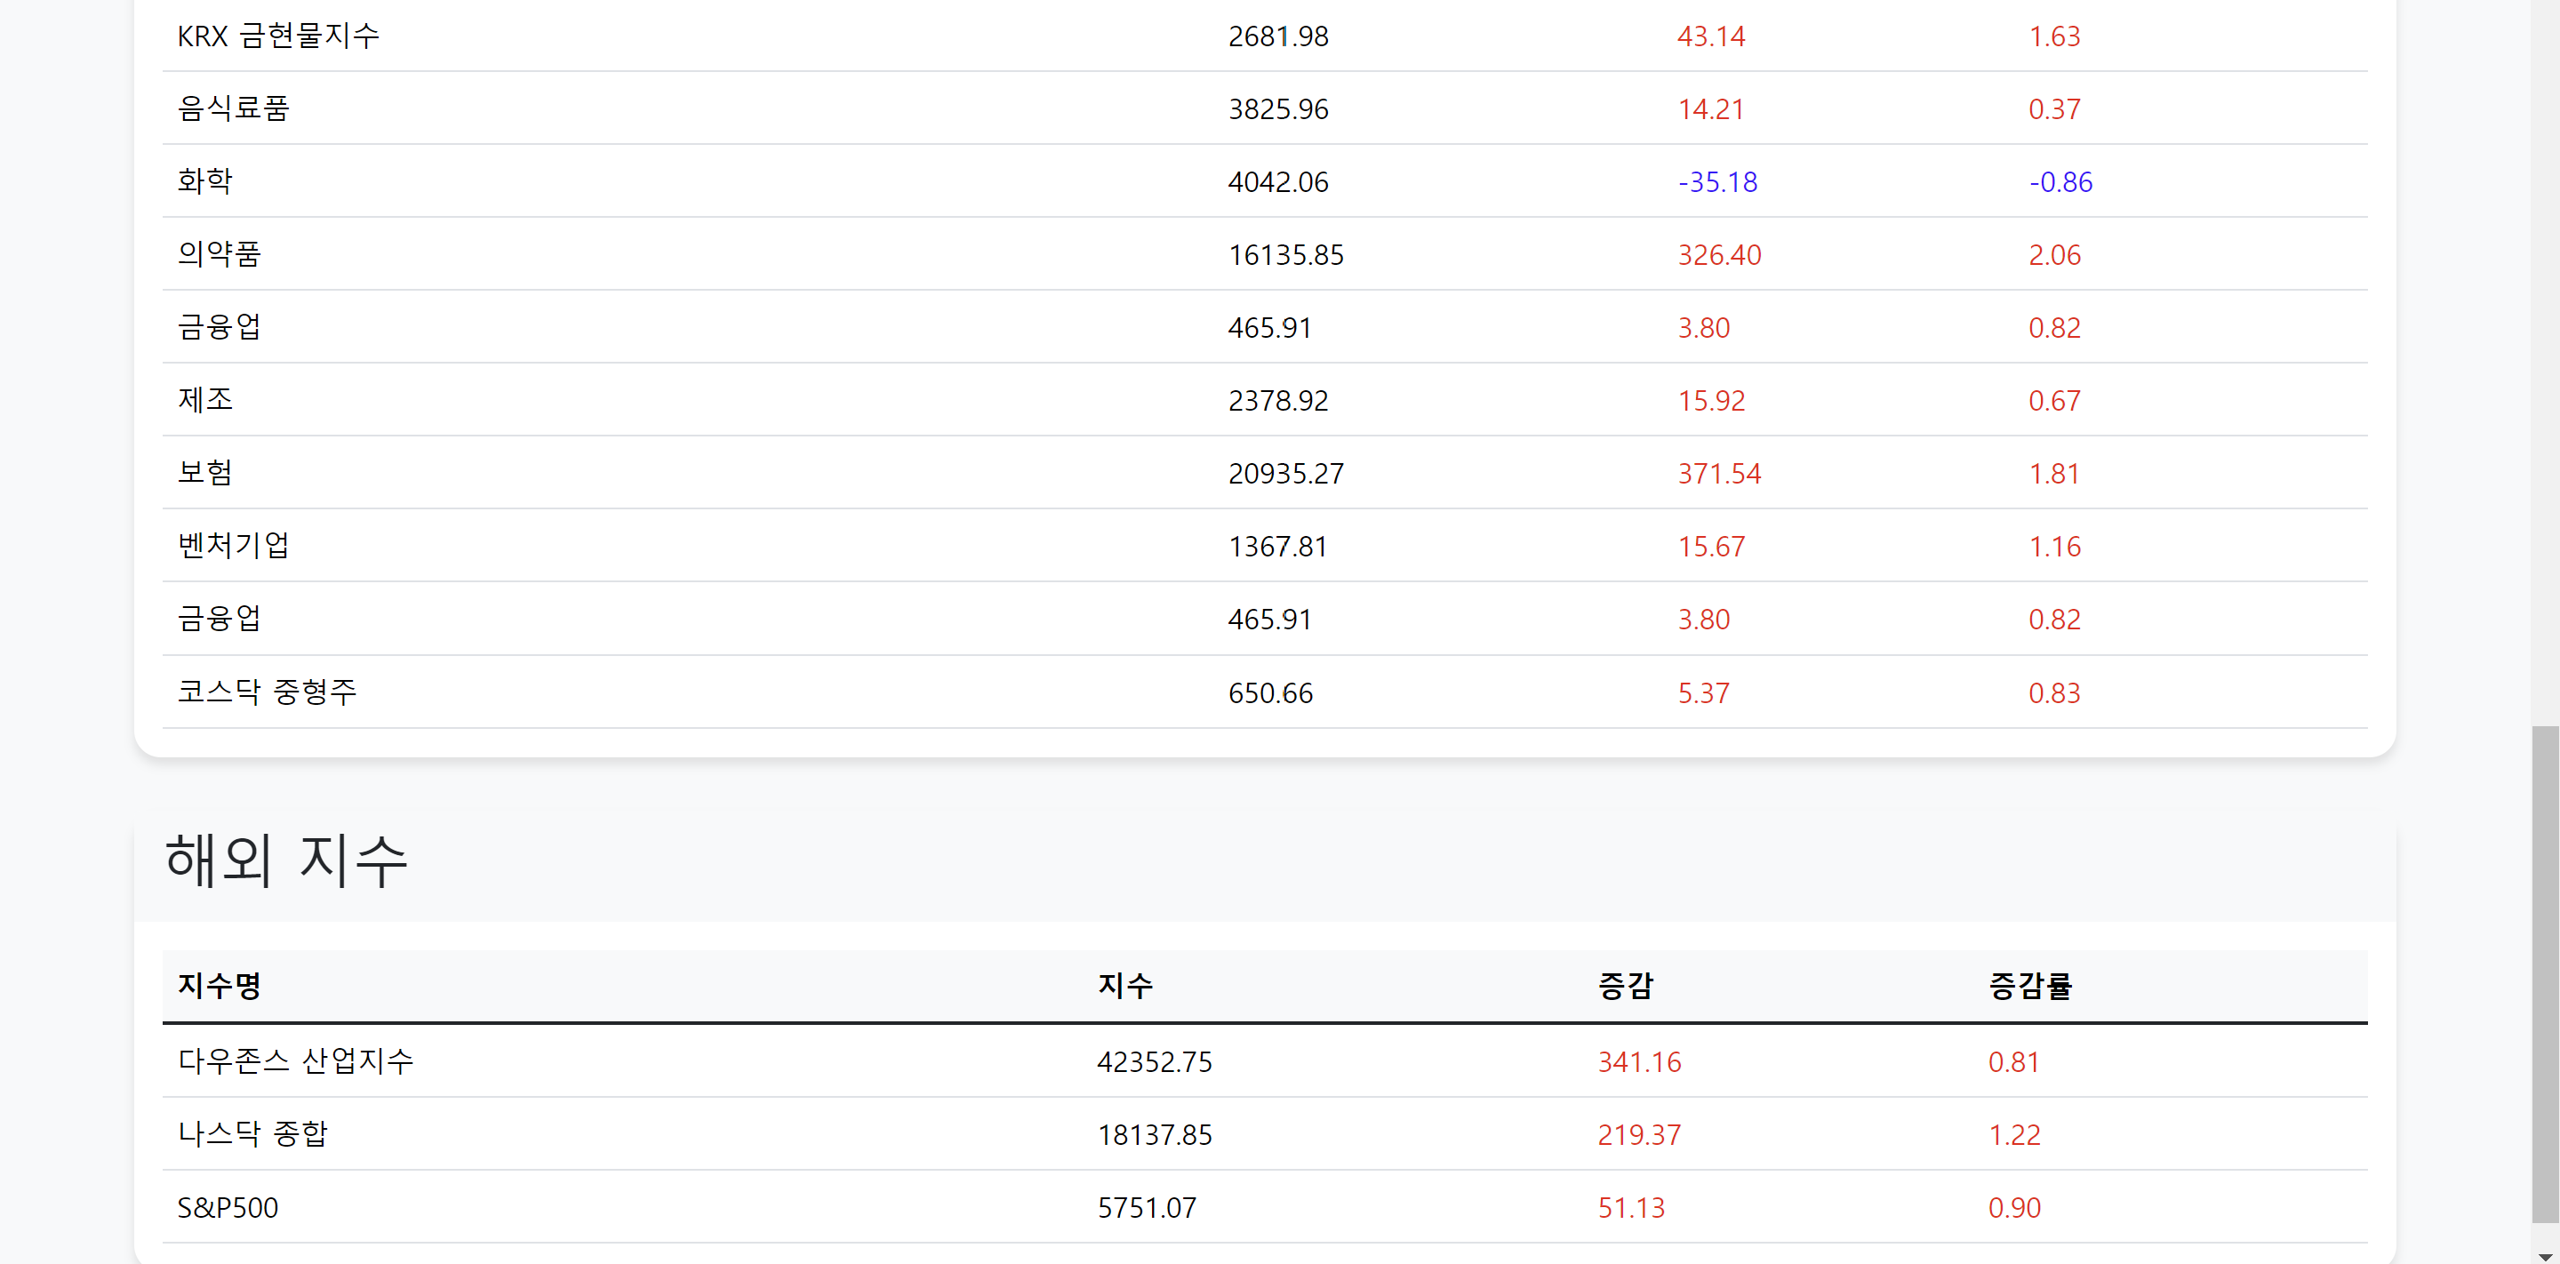 KRX 금현물지수 2681.98 43.14 1.63
음식료품 3825.96 14.21 0.37
화학 4042.06 -35.18 -0.86
의약품 16135.85 326.40 2.06
금융업 465.91 3.80 0.82
제조 2378.92 15.92 0.67
보험 20935.27 371.54 1.81
벤처기업 1367.81 15.67 1.16
금융업 465.91 3.80 0.82
코스닥 중형주 650.66 5.37 0.83
해외 지수
지수명 지수 증감 증감률
다우존스 산업지수 42352.75 341.16 0.81
나스닥 종합 18137.85 219.37 1.22
S&P500 5751.07 51.13 0.90